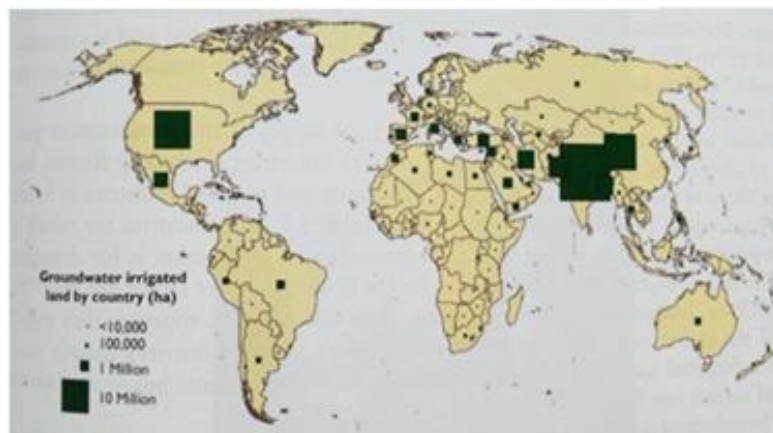 Groundwater irrigated
land by country (ha)
<10,000
100,000
1 Million
10 Million